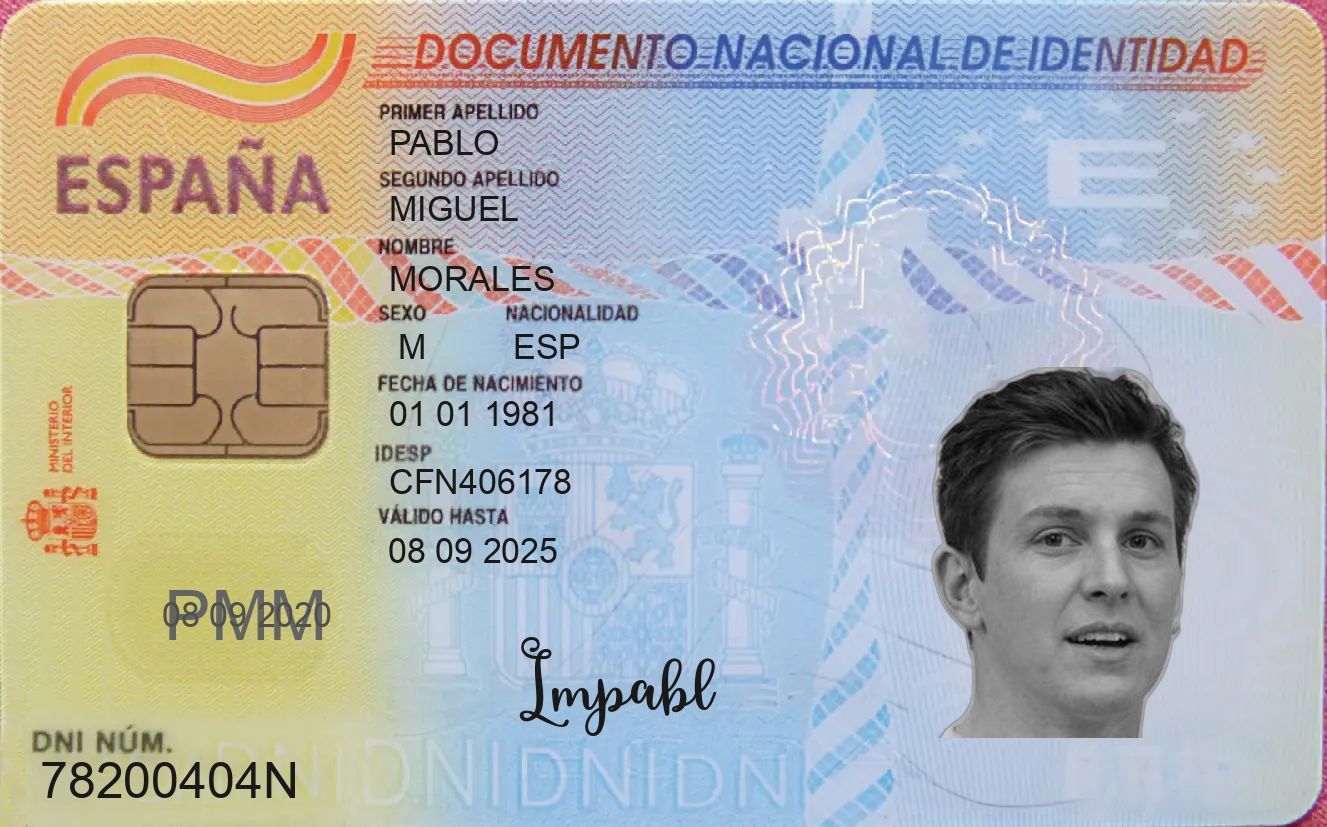 DOCUMENTO NACIONAL DE IDENTIDAD
ESPAÑA
PRIMER APELLIDO
PABLO
SEGUNDO APELLIDO
MIGUEL
NOMBRE
MORALES
SEXO NACIONALIDAD
M ESP
FECHA DE NACIMIENTO
01 01 1981
IDESP
CFN406178
VÁLIDO HASTA
08 09 2025
MINISTERIO
DEL INTERIOR
E
PMM
08 09 2020
Impabl
DNI NÚM.
78200404N
DNIDNIDNIDNI